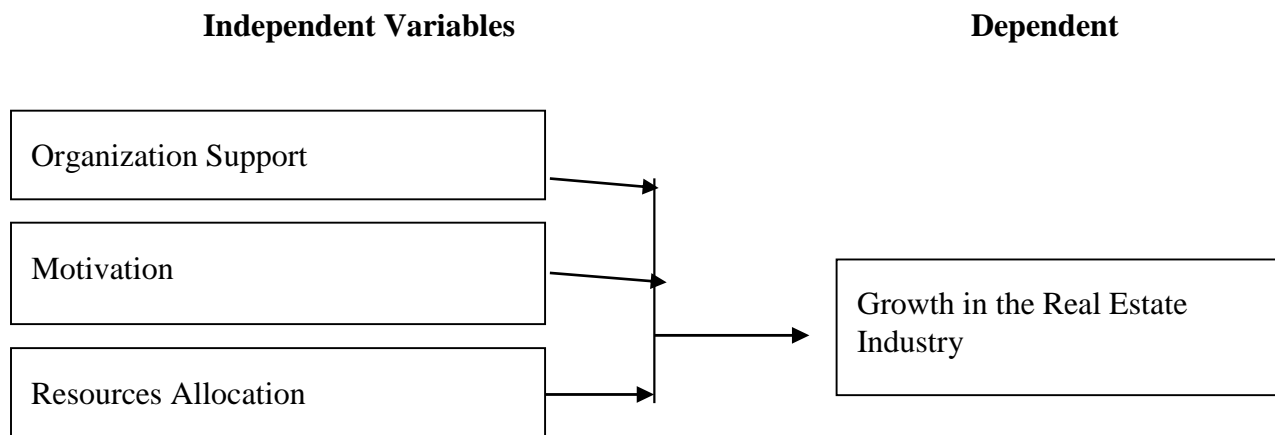 Independent Variables
Dependent
Organization Support
Motivation
Resources Allocation
Growth in the Real Estate
Industry